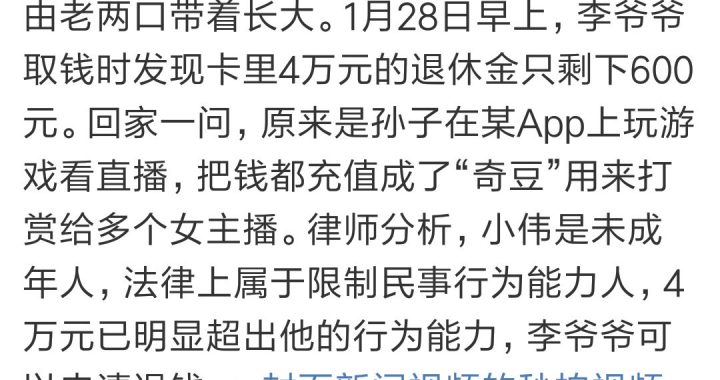 由老两口带着长大。1月28日早上，李爷爷
取钱时发现卡里4万元的退休金只剩下600
元。回家一问，原来是孙子在某App上玩游
戏看直播，把钱都充值成了“奇豆”用来打
赏给多个女主播。律师分析，小伟是未成
年人，法律上属于限制民事行为能力人，4
万元已明显超出他的行为能力，李爷爷可